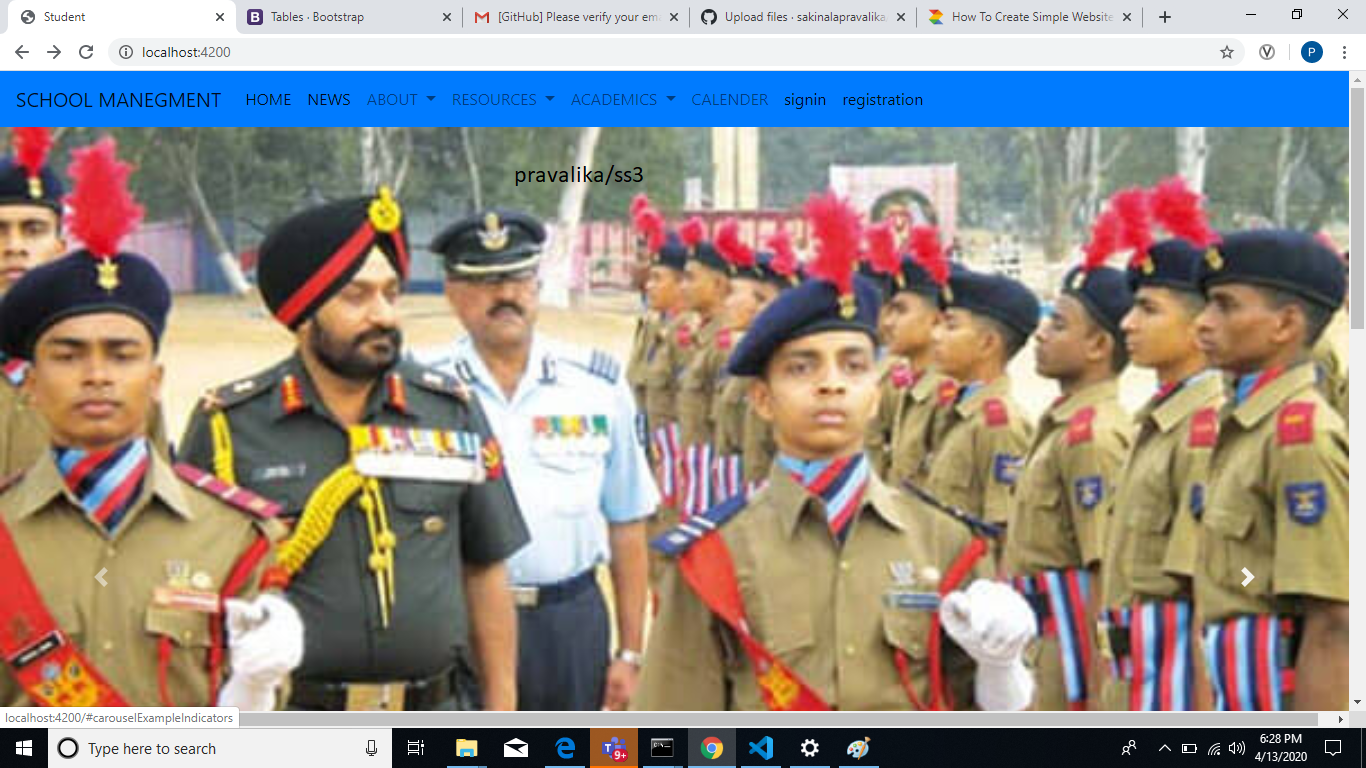 Student
Tables · Bootstrap
[GitHub] Please verify your ema
Upload files · sakinalapravalika
How To Create Simple Website
localhost:4200
P
SCHOOL MANEGMENT
HOME
NEWS
ABOUT
RESOURCES
ACADEMICS
CALENDER
signin
registration
pravalika/ss3
localhost:4200/#carouselExampleIndicators
Type here to search
9+
6:28 PM
4/13/2020